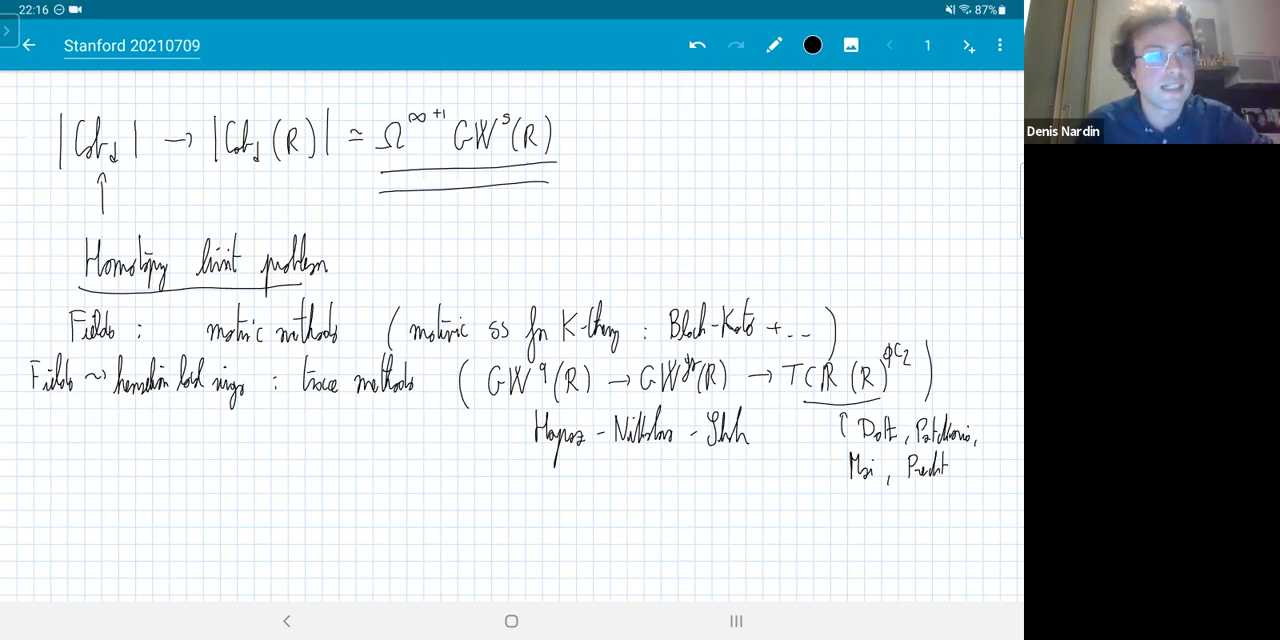 22:16 87%
Stanford 20210709 1
Denis Nardin
|Cob_d| → |Cob_d(R)| ≃ Ω^{∞+1} GW^s(R)
Homotopy limit problem
Fields : motivic methods (motivic ss for K-theory : Bloch-Kato + ...)
Fields ~> henselian local rings : trace methods (GW^q(R) → GW^{gs}(R) → TCR(R)^{φC_2})
Harpaz - Nikolaus - Shah ↑ Dotto, Patchkoria,
Moi, Precht